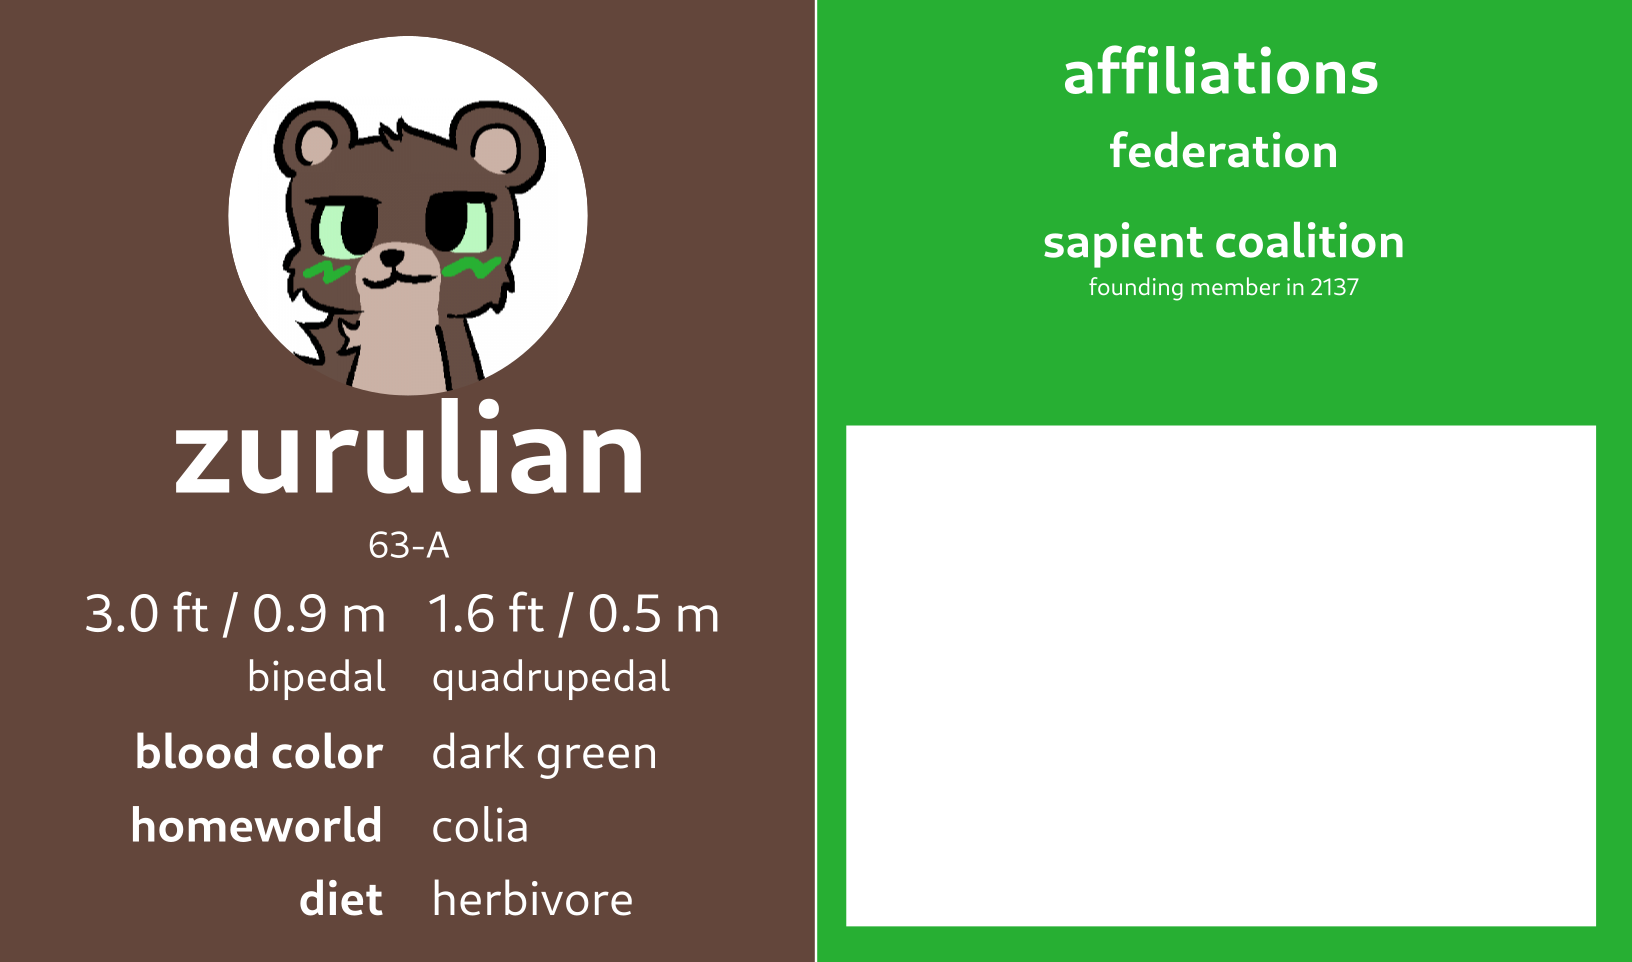 zurulian
63-A
3.0 ft / 0.9 m 1.6 ft / 0.5 m
bipedal quadrupedal
blood color dark green
homeworld colia
diet herbivore
affiliations
federation
sapient coalition
founding member in 2137